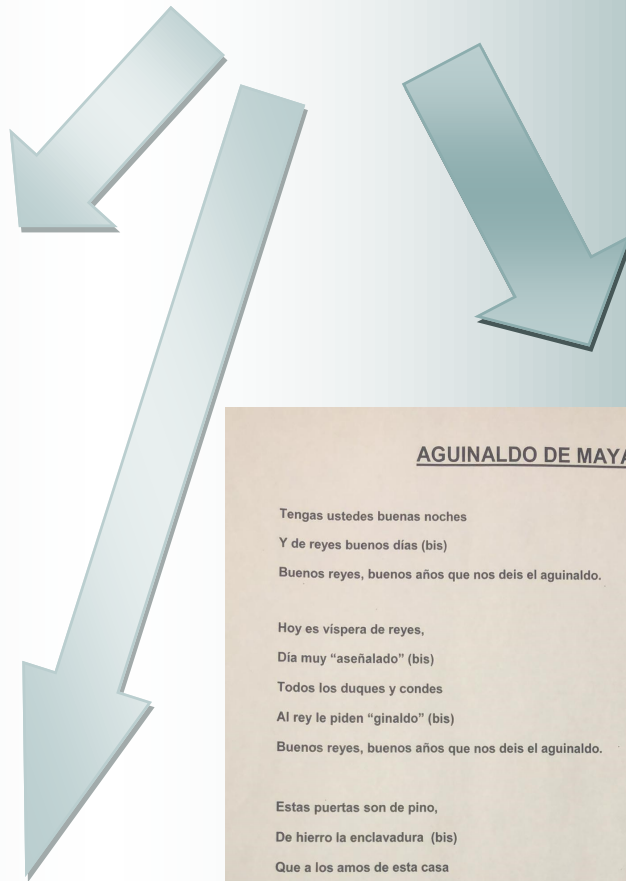 AGUINALDO DE MAYA
Tengas ustedes buenas noches
Y de reyes buenos días (bis)
Buenos reyes, buenos años que nos deis el aguinaldo.
Hoy es víspera de reyes,
Dia muy “aseñalado” (bis)
Todos los duques y condes
Al rey le piden “ginaldo” (bis)
Buenos reyes, buenos años que nos deis el aguinaldo.
Estas puertas son de pino,
De hierro la enclavadura (bis)
Que a los amos de esta casa